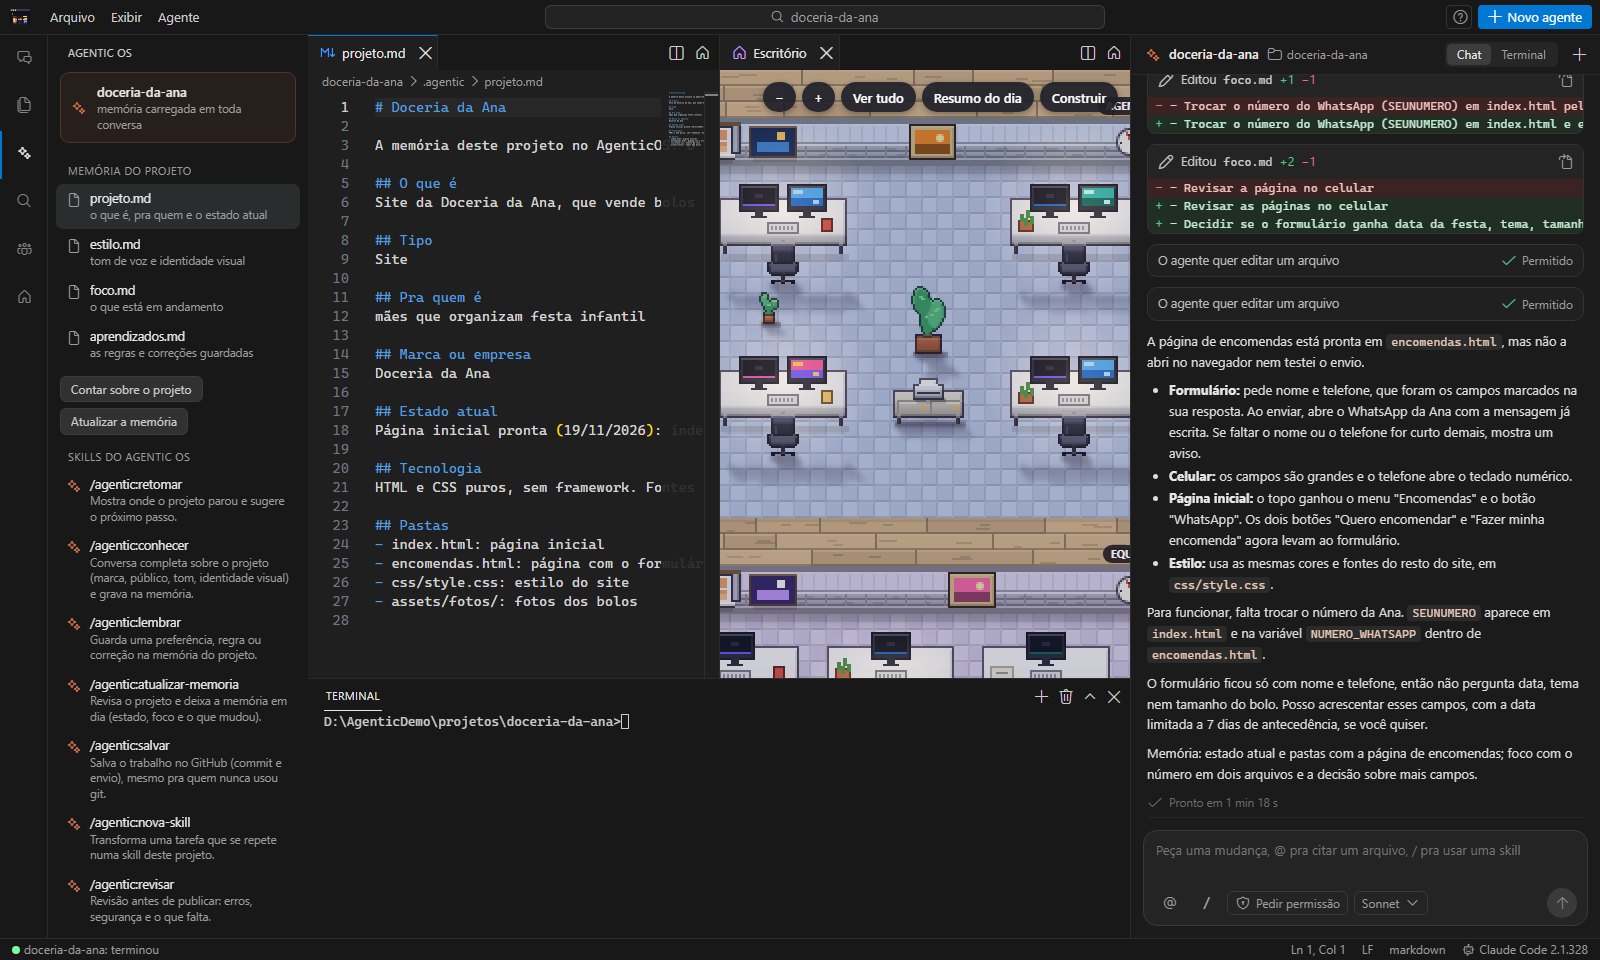 Arquivo Exibir Agente
doceria-da-ana
Novo agente
AGENTIC OS
doceria-da-ana
memória carregada em toda
conversa
MEMÓRIA DO PROJETO
projeto.md
o que é, pra quem e o estado atual
estilo.md
tom de voz e identidade visual
foco.md
o que está em andamento
aprendizados.md
as regras e correções guardadas
Contar sobre o projeto
Atualizar a memória
SKILLS DO AGENTIC OS
/agentic:retomar
Mostra onde o projeto parou e sugere
o próximo passo.
/agentic:conhecer
Conversa completa sobre o projeto
(marca, público, tom, identidade visual)
e grava na memória.
/agentic:lembrar
Guarda uma preferência, regra ou
correção na memória do projeto.
/agentic:atualizar-memoria
Revisa o projeto e deixa a memória em
dia (estado, foco e o que mudou).
/agentic:salvar
Salva o trabalho no GitHub (commit e
envio), mesmo pra quem nunca usou
git.
/agentic:nova-skill
Transforma uma tarefa que se repete
numa skill deste projeto.
/agentic:revisar
Revisão antes de publicar: erros,
segurança e o que falta.
projeto.md
doceria-da-ana > .agentic > projeto.md
1 # Doceria da Ana
2
3 A memória deste projeto no AgenticOS.
4
5 ## O que é
6 Site da Doceria da Ana, que vende bolos
7
8 ## Tipo
9 Site
10
11 ## Pra quem é
12 mães que organizam festa infantil
13
14 ## Marca ou empresa
15 Doceria da Ana
16
17 ## Estado atual
18 Página inicial pronta (19/11/2026): inde
19
20 ## Tecnologia
21 HTML e CSS puros, sem framework. Fontes
22
23 ## Pastas
24 - index.html: página inicial
25 - encomendas.html: página com o formulár
26 - css/style.css: estilo do site
27 - assets/fotos/: fotos dos bolos
28
Escritório
− + Ver tudo Resumo do dia Construir
AGEN
EQU
TERMINAL
D:\AgenticDemo\projetos\doceria-da-ana>
doceria-da-ana doceria-da-ana Chat Terminal
Editou foco.md +1 −1
- - Trocar o número do WhatsApp (SEUNUMERO) em index.html pel
+ - Trocar o número do WhatsApp (SEUNUMERO) em index.html e e
Editou foco.md +2 −1
- - Revisar a página no celular
+ - Revisar as páginas no celular
+ - Decidir se o formulário ganha data da festa, tema, tamanh
O agente quer editar um arquivo Permitido
O agente quer editar um arquivo Permitido
A página de encomendas está pronta em encomendas.html, mas não a
abri no navegador nem testei o envio.
• Formulário: pede nome e telefone, que foram os campos marcados na
sua resposta. Ao enviar, abre o WhatsApp da Ana com a mensagem já
escrita. Se faltar o nome ou o telefone for curto demais, mostra um
aviso.
• Celular: os campos são grandes e o telefone abre o teclado numérico.
• Página inicial: o topo ganhou o menu "Encomendas" e o botão
"WhatsApp". Os dois botões "Quero encomendar" e "Fazer minha
encomenda" agora levam ao formulário.
• Estilo: usa as mesmas cores e fontes do resto do site, em
css/style.css.
Para funcionar, falta trocar o número da Ana. SEUNUMERO aparece em
index.html e na variável NUMERO_WHATSAPP dentro de
encomendas.html.
O formulário ficou só com nome e telefone, então não pergunta data, tema
nem tamanho do bolo. Posso acrescentar esses campos, com a data
limitada a 7 dias de antecedência, se você quiser.
Memória: estado atual e pastas com a página de encomendas; foco com o
número em dois arquivos e a decisão sobre mais campos.
Pronto em 1 min 18 s
Peça uma mudança, @ pra citar um arquivo, / pra usar uma skill
@ / Pedir permissão Sonnet
doceria-da-ana: terminou
Ln 1, Col 1 LF markdown Claude Code 2.1.328